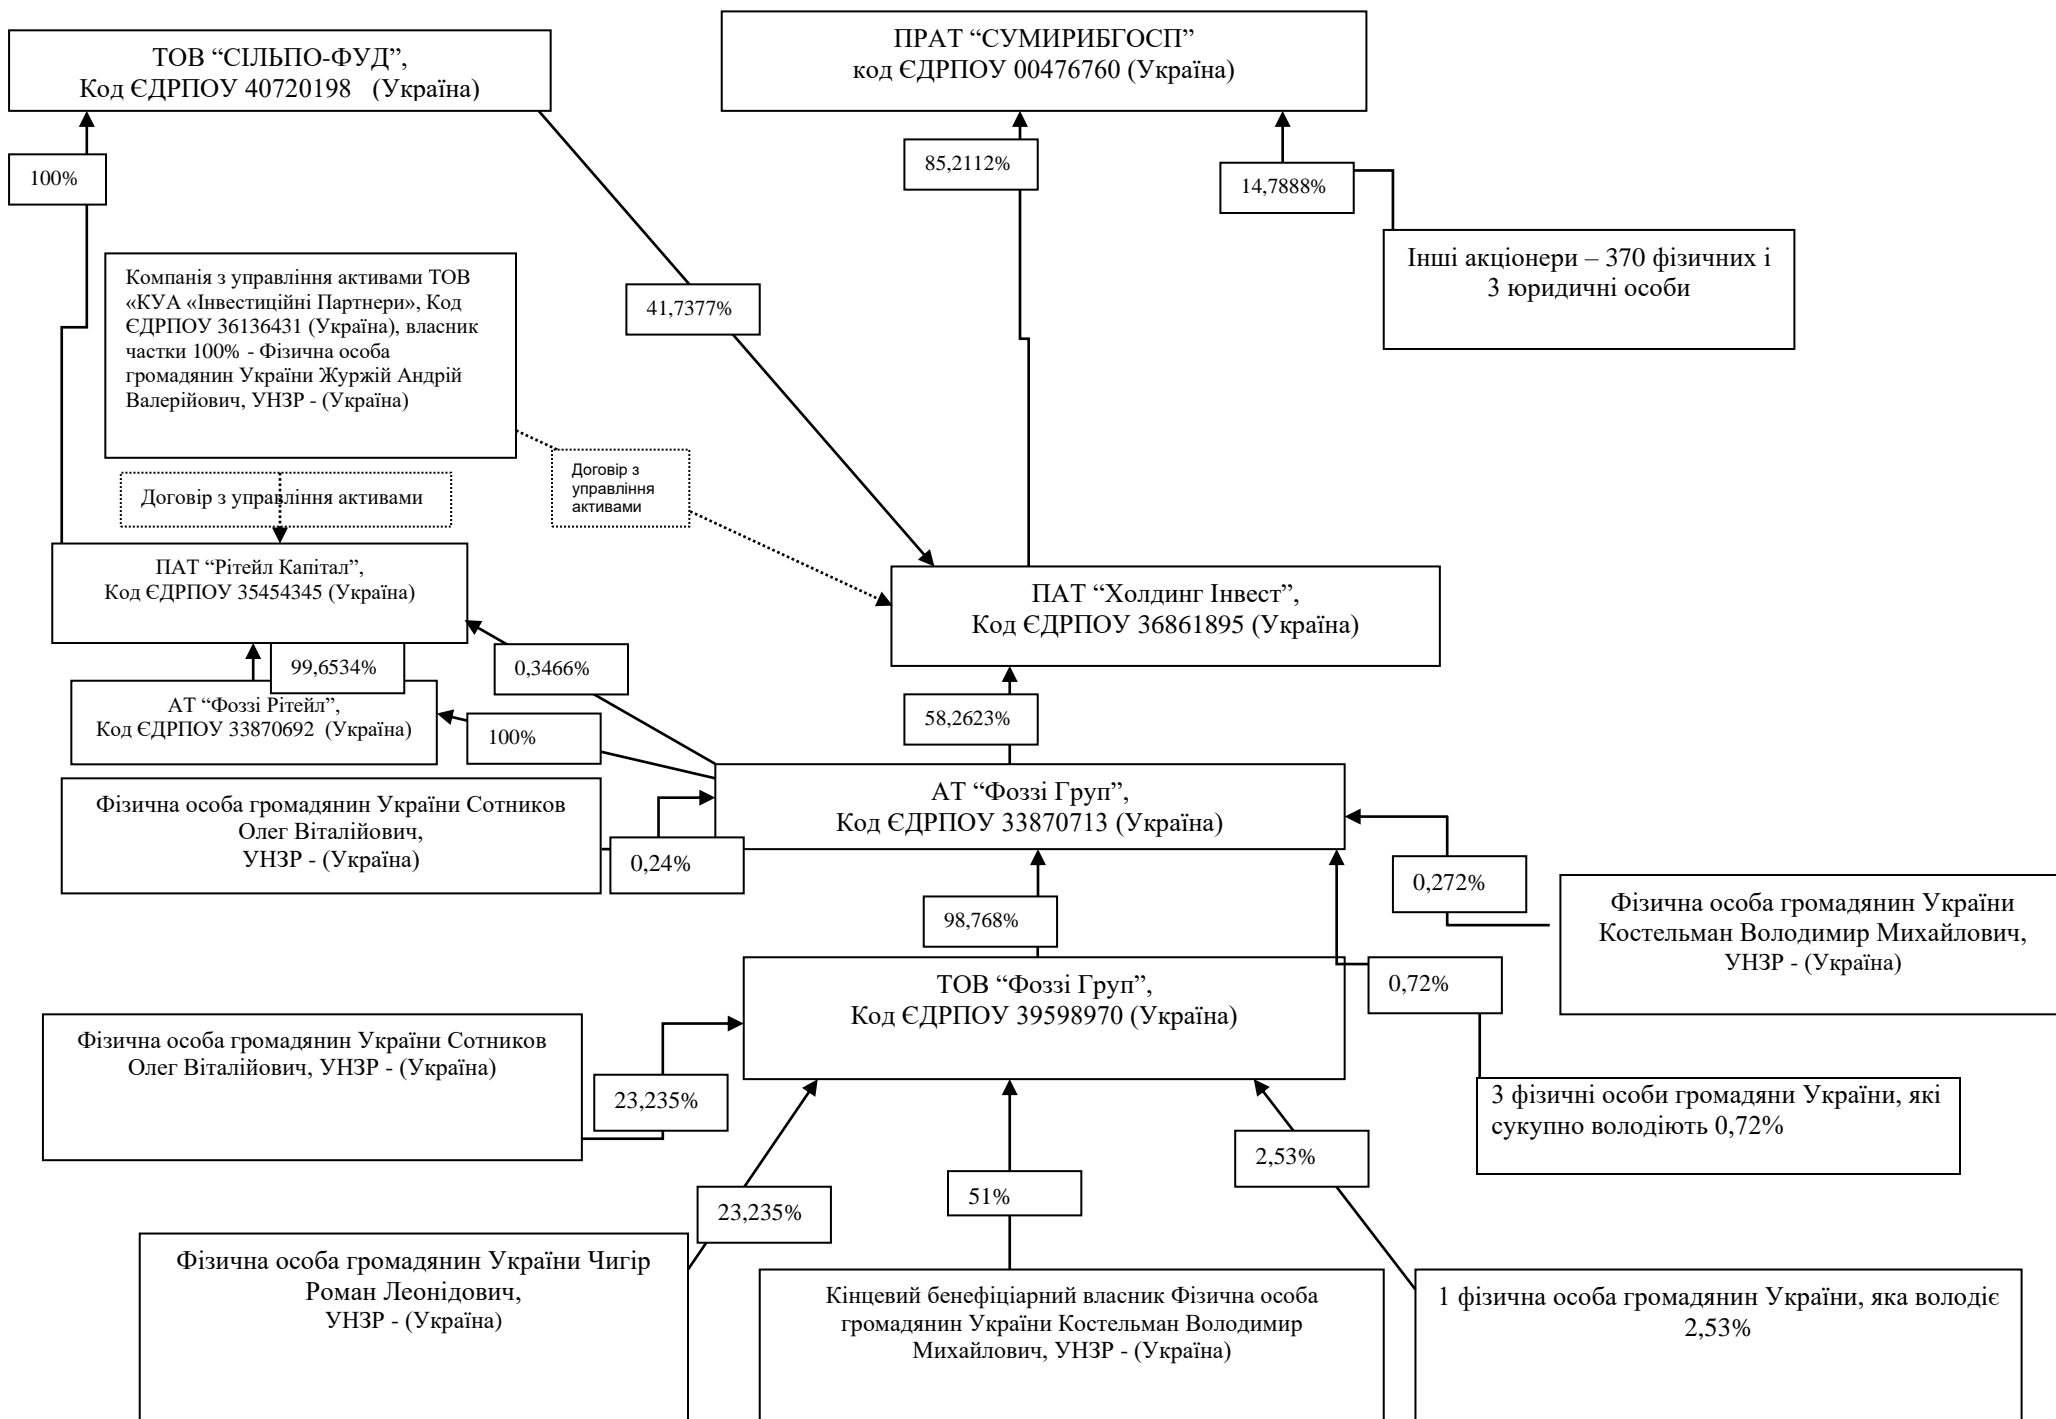 ТОВ “СІЛЬПО-ФУД”,
Код ЄДРПОУ 40720198 (Україна)
ПРАТ “СУМИРИБГОСП”
код ЄДРПОУ 00476760 (Україна)
100%
85,2112%
14,7888%
Інші акціонери – 370 фізичних і
3 юридичні особи
Компанія з управління активами ТОВ
«КУА «Інвестиційні Партнери», Код
ЄДРПОУ 36136431 (Україна), власник
частки 100% - Фізична особа
громадянин України Журжій Андрій
Валерійович, УНЗР - (Україна)
41,7377%
Договір з
управління
активами
Договір з управління активами
ПАТ “Рітейл Капітал”,
Код ЄДРПОУ 35454345 (Україна)
ПАТ “Холдинг Інвест”,
Код ЄДРПОУ 36861895 (Україна)
99,6534%
0,3466%
АТ “Фоззі Рітейл”,
Код ЄДРПОУ 33870692 (Україна)
100%
58,2623%
Фізична особа громадянин України Сотников
Олег Віталійович,
УНЗР - (Україна)
0,24%
АТ “Фоззі Груп”,
Код ЄДРПОУ 33870713 (Україна)
0,272%
Фізична особа громадянин України
Костельман Володимир Михайлович,
УНЗР - (Україна)
98,768%
0,72%
ТОВ “Фоззі Груп”,
Код ЄДРПОУ 39598970 (Україна)
Фізична особа громадянин України Сотников
Олег Віталійович, УНЗР - (Україна)
23,235%
3 фізичні особи громадяни України, які
сукупно володіють 0,72%
2,53%
51%
23,235%
Фізична особа громадянин України Чигір
Роман Леонідович,
УНЗР - (Україна)
Кінцевий бенефіціарний власник Фізична особа
громадянин України Костельман Володимир
Михайлович, УНЗР - (Україна)
1 фізична особа громадянин України, яка володіє
2,53%